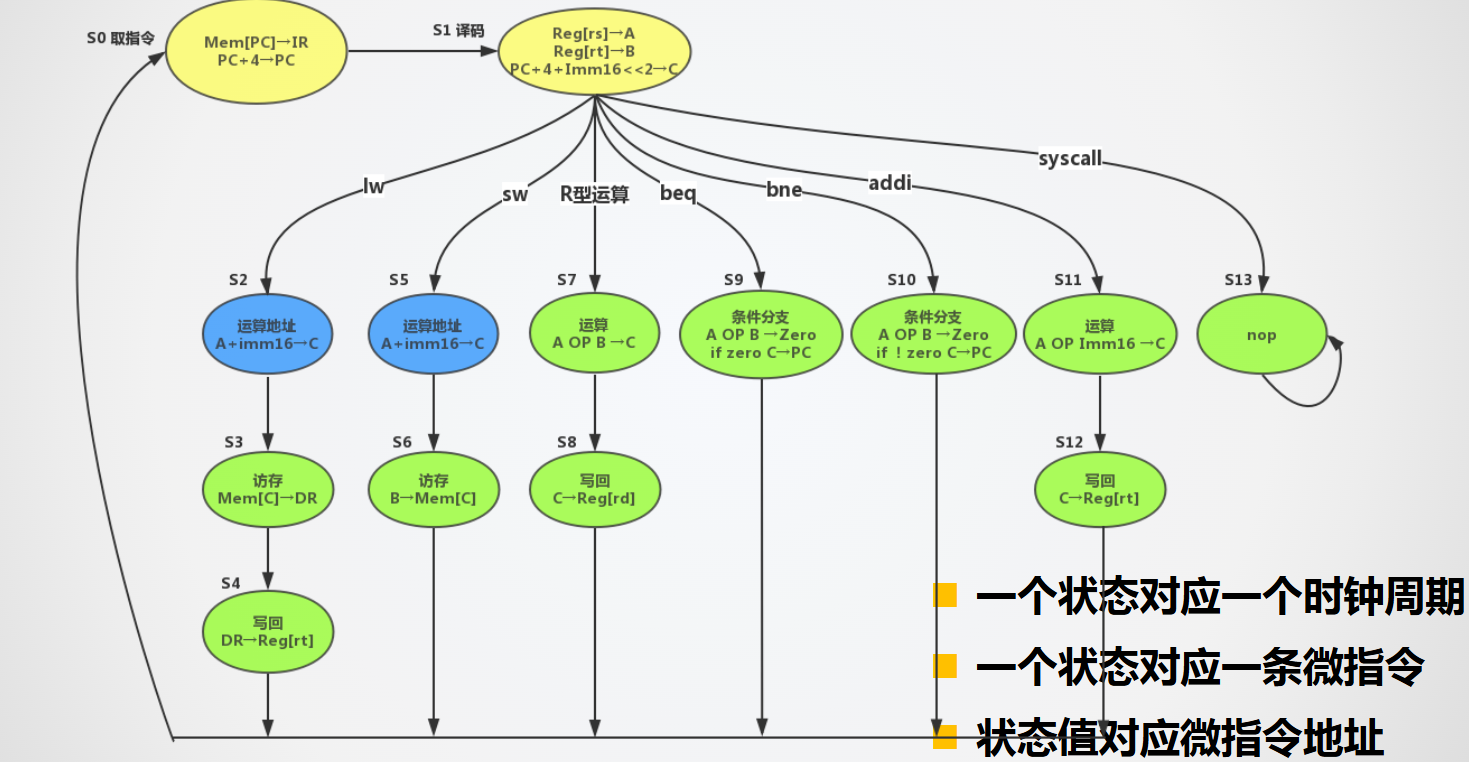 S0 取指令
Mem[PC]→IR
PC+4→PC
S1 译码
Reg[rs]→A
Reg[rt]→B
PC+4+Imm16<<2→C
lw
sw
R型运算
beq
bne
addi
syscall
S2
运算地址
A+imm16→C
S5
运算地址
A+imm16→C
S7
运算
A OP B →C
S9
条件分支
A OP B →Zero
if zero C→PC
S10
条件分支
A OP B →Zero
if ! zero C→PC
S11
运算
A OP Imm16 →C
S13
nop
S3
访存
Mem[C]→DR
S6
访存
B→Mem[C]
S8
写回
C→Reg[rd]
S12
写回
C→Reg[rt]
S4
写回
DR→Reg[rt]
一个状态对应一个时钟周期
一个状态对应一条微指令
状态值对应微指令地址